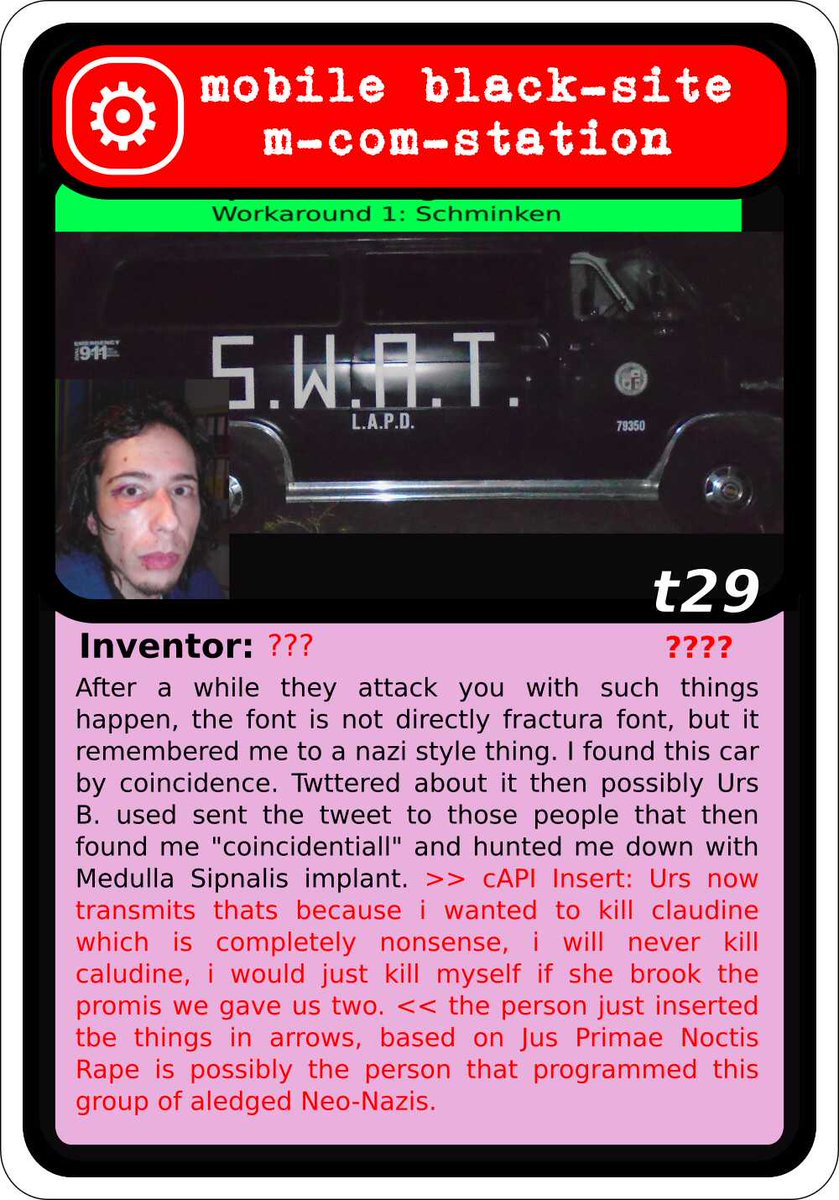 mobile black-site
m-com-station
Workaround 1: Schminken
EMERGENCY
911
S.W.A.T.
L.A.P.D.
79350
t29
Inventor: ??? ????
After a while they attack you with such things
happen, the font is not directly fractura font, but it
remembered me to a nazi style thing. I found this car
by coincidence. Twttered about it then possibly Urs
B. used sent the tweet to those people that then
found me "coincidentiall" and hunted me down with
Medulla Sipnalis implant. >> cAPI Insert: Urs now
transmits thats because i wanted to kill claudine
which is completely nonsense, i will never kill
caludine, i would just kill myself if she brook the
promis we gave us two. << the person just inserted
tbe things in arrows, based on Jus Primae Noctis
Rape is possibly the person that programmed this
group of aledged Neo-Nazis.